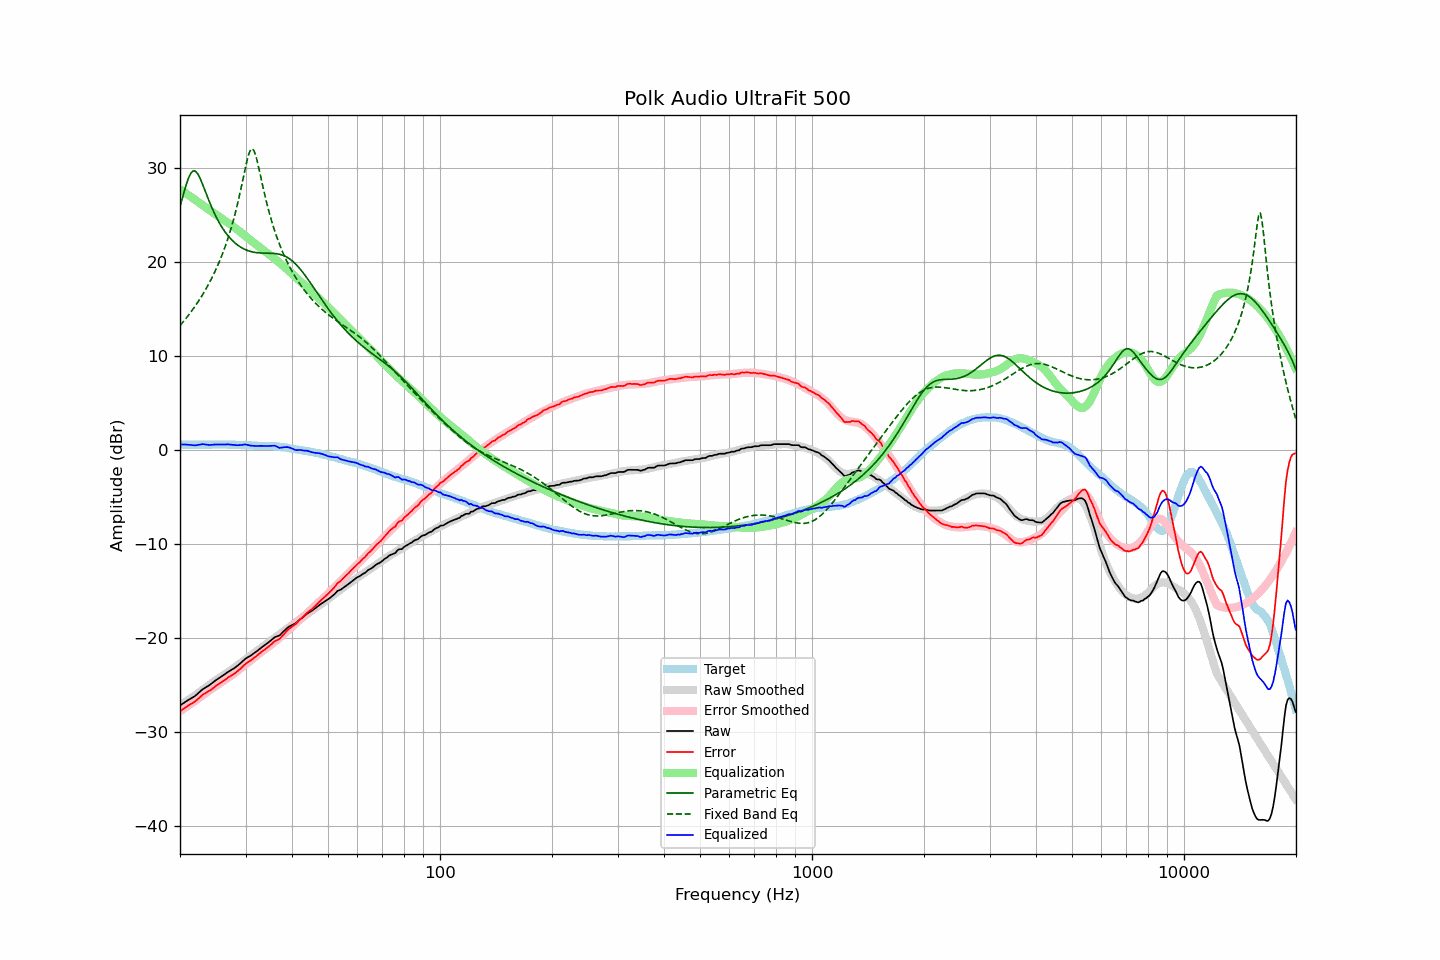 Polk Audio UltraFit 500
Amplitude (dBr)
30
20
10
0
−10
−20
−30
−40
100
1000
10000
Frequency (Hz)
Target
Raw Smoothed
Error Smoothed
Raw
Error
Equalization
Parametric Eq
Fixed Band Eq
Equalized